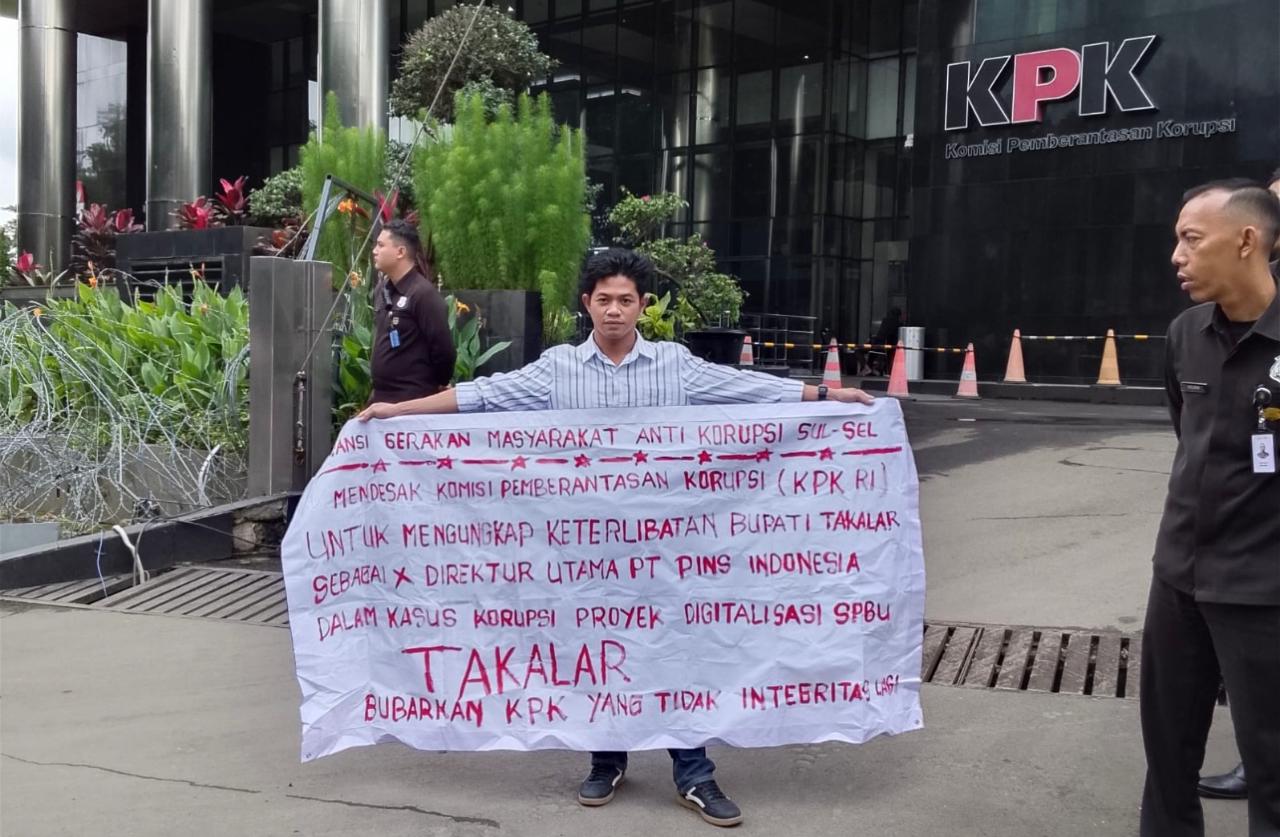 KPK
Komisi Pemberantasan Korupsi
GERAKAN MASYARAKAT ANTI KORUPSI SUL-SEL
MENDESAK KOMISI PEMBERANTASAN KORUPSI (KPK RI)
UNTUK MENGUNGKAP KETERLIBATAN BUPATI TAKALAR
SEBAGAI X DIREKTUR UTAMA PT PINS INDONESIA
DALAM KASUS KORUPSI PROYEK DIGITALISASI SPBU
TAKALAR
BUBARKAN KPK YANG TIDAK INTEGRITAS LAGI